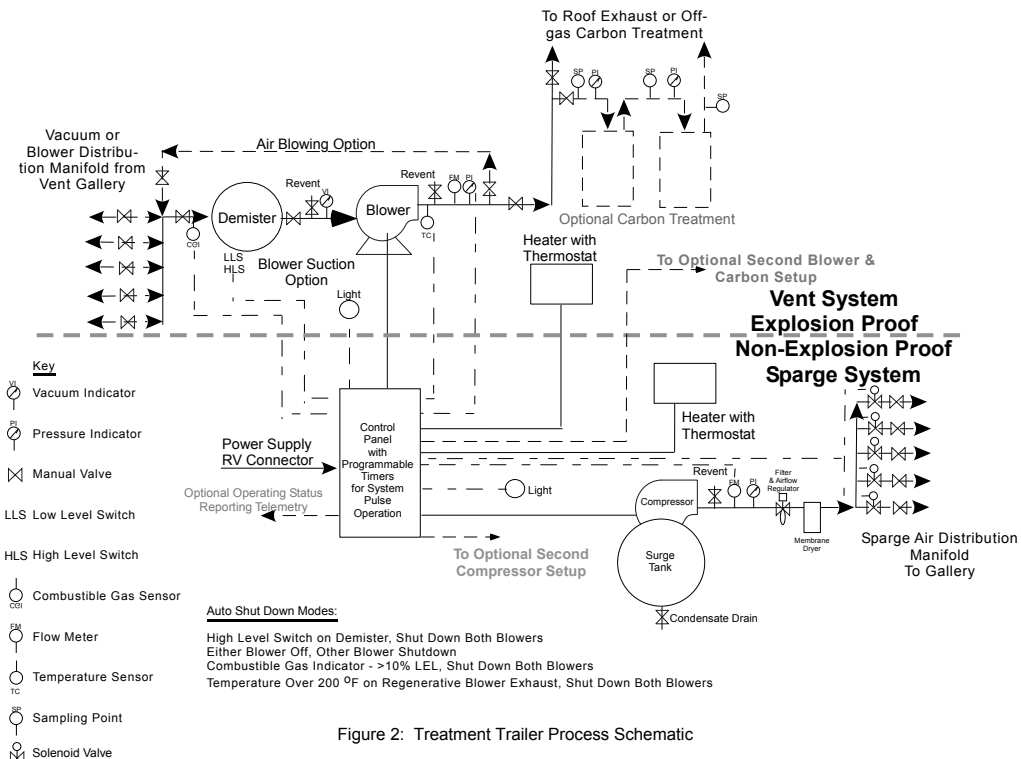 To Roof Exhaust or Off-
gas Carbon Treatment
SP
PI
SP
PI
SP
Vacuum or
Blower Distribu-
tion Manifold from
Vent Gallery
Air Blowing Option
Revent
VI
Revent
FM
PI
Demister
Blower
CGI
TC
LLS
HLS
Blower Suction
Option
Optional Carbon Treatment
Heater with
Thermostat
To Optional Second Blower &
Carbon Setup
Light
Vent System
Explosion Proof
Non-Explosion Proof
Sparge System
Key
VI
Vacuum Indicator
PI
Pressure Indicator
Manual Valve
LLS Low Level Switch
HLS High Level Switch
CGI
Combustible Gas Sensor
FM
Flow Meter
TC
Temperature Sensor
SP
Sampling Point
Solenoid Valve
Power Supply
RV Connector
Optional Operating Status
Reporting Telemetry
Control
Panel
with
Programmable
Timers
for System
Pulse
Operation
Light
Heater with
Thermostat
Revent
FM
PI
Filter
& Airflow
Regulator
Compressor
Membrane
Dryer
Surge
Tank
Condensate Drain
To Optional Second
Compressor Setup
Sparge Air Distribution
Manifold
To Gallery
Auto Shut Down Modes:
High Level Switch on Demister, Shut Down Both Blowers
Either Blower Off, Other Blower Shutdown
Combustible Gas Indicator - >10% LEL, Shut Down Both Blowers
Temperature Over 200 ºF on Regenerative Blower Exhaust, Shut Down Both Blowers
Figure 2: Treatment Trailer Process Schematic